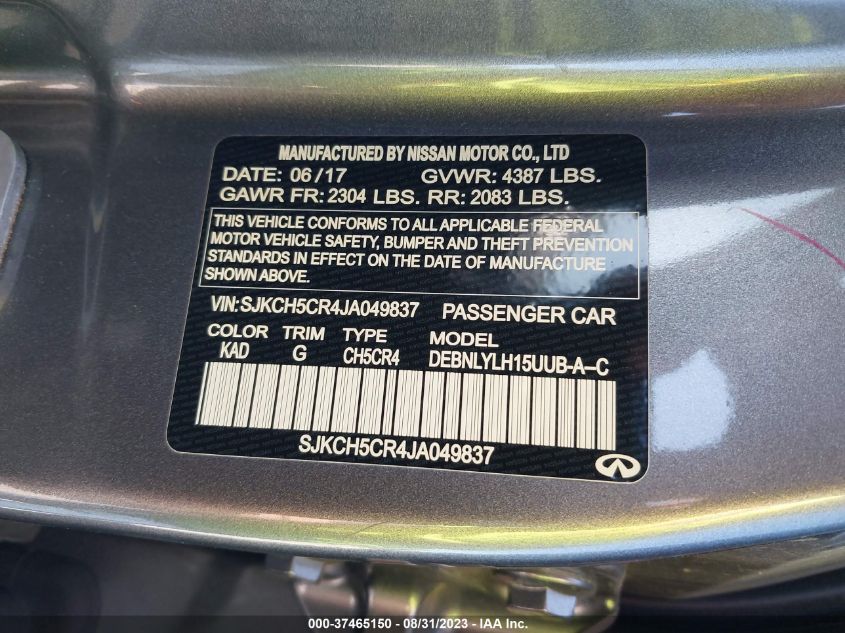 MANUFACTURED BY NISSAN MOTOR CO., LTD
DATE: 06/17 GVWR: 4387 LBS.
GAWR FR: 2304 LBS. RR: 2083 LBS.
THIS VEHICLE CONFORMS TO ALL APPLICABLE FEDERAL
MOTOR VEHICLE SAFETY, BUMPER AND THEFT PREVENTION
STANDARDS IN EFFECT ON THE DATE OF MANUFACTURE
SHOWN ABOVE.
VIN:SJKCH5CR4JA049837 PASSENGER CAR
COLOR TRIM TYPE MODEL
KAD G CH5CR4 DEBNLYLH15UUB-A-C
SJKCH5CR4JA049837
000-37465150 - 08/31/2023 - IAA Inc.